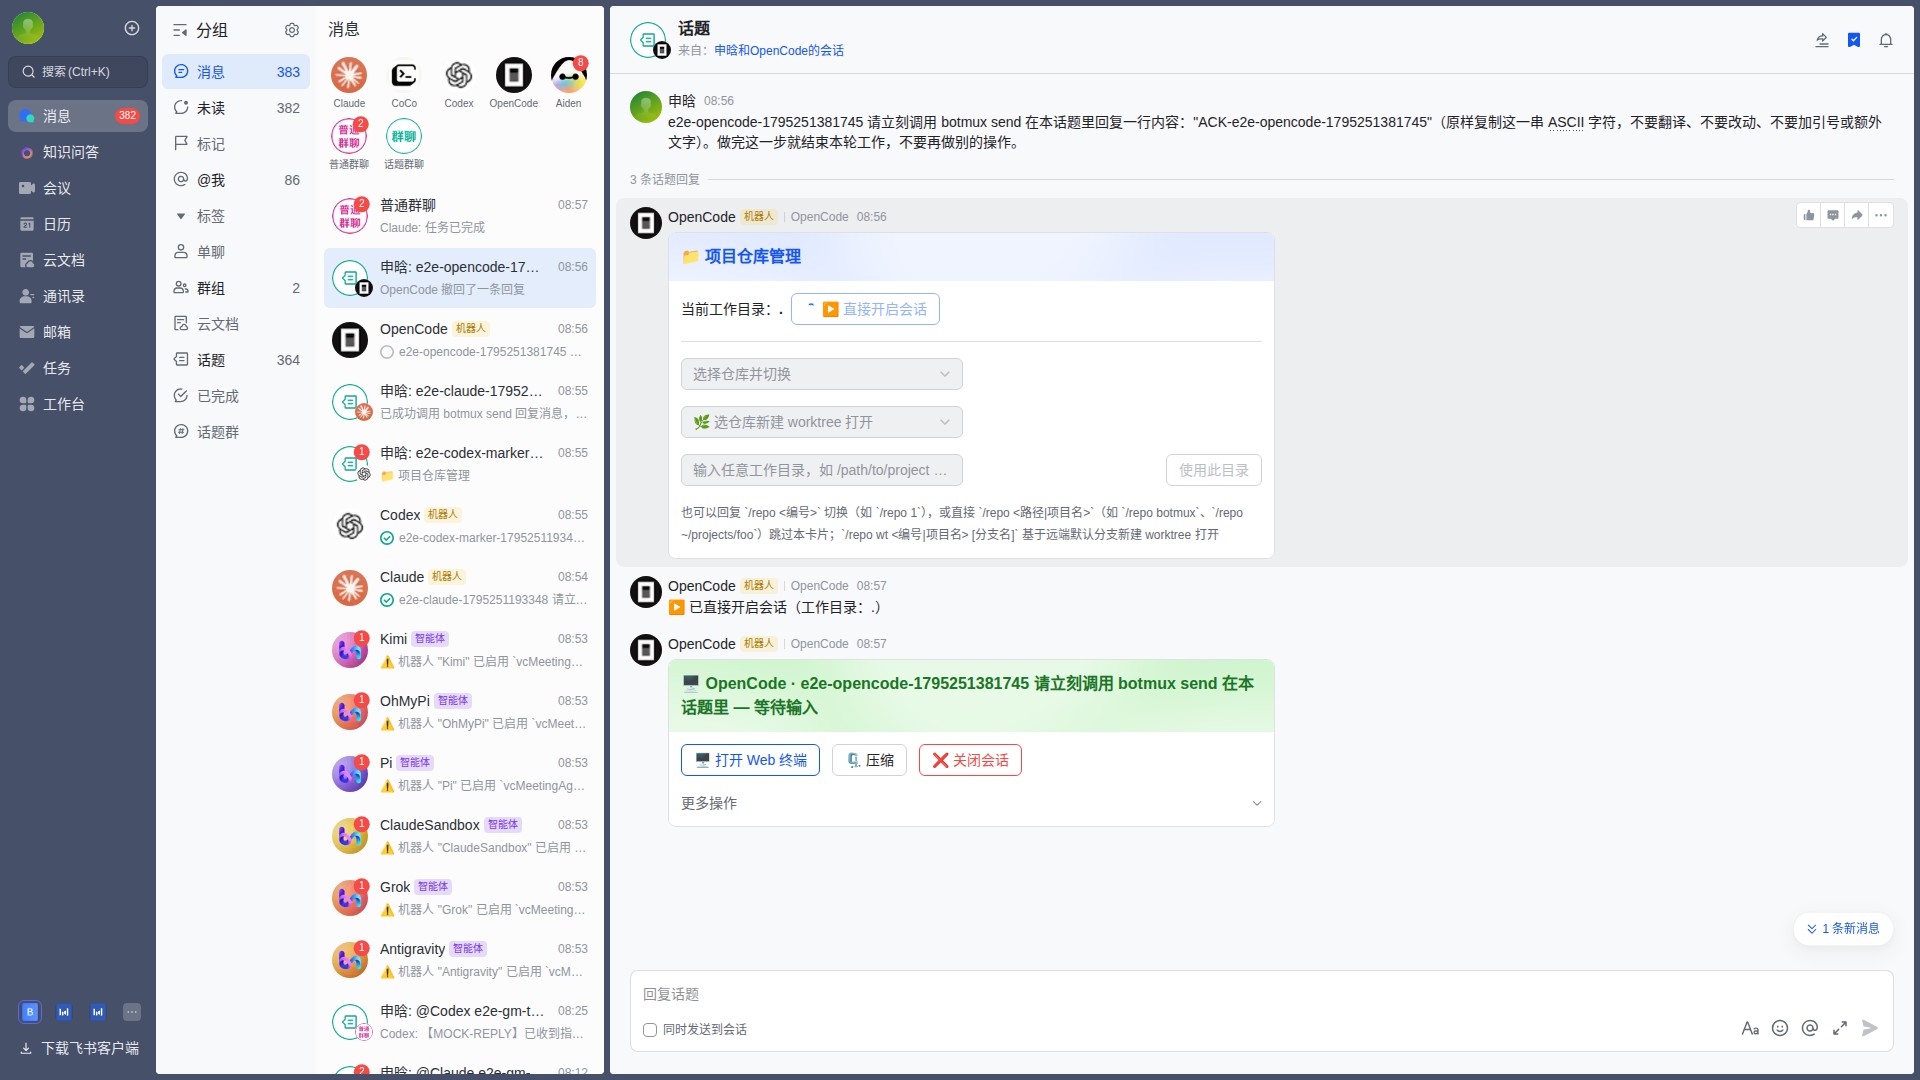 搜索 (Ctrl+K)
消息
382
知识问答
会议
日历
云文档
通讯录
邮箱
任务
工作台
下载飞书客户端
分组
消息 383
未读 382
标记
@我 86
标签
单聊
群组 2
云文档
话题 364
已完成
话题群
消息
8
Claude CoCo Codex OpenCode Aiden
2
群聊
普通群聊 话题群聊
普通群聊 08:57
Claude: 任务已完成
申晗: e2e-opencode-17… 08:56
OpenCode 撤回了一条回复
OpenCode 机器人 08:56
e2e-opencode-1795251381745 …
申晗: e2e-claude-17952… 08:55
已成功调用 botmux send 回复消息，…
申晗: e2e-codex-marker… 08:55
📁 项目仓库管理
Codex 机器人 08:55
e2e-codex-marker-17952511934…
Claude 机器人 08:54
e2e-claude-1795251193348 请立…
Kimi 智能体 08:53
⚠️ 机器人 "Kimi" 已启用 `vcMeeting…
OhMyPi 智能体 08:53
⚠️ 机器人 "OhMyPi" 已启用 `vcMeet…
Pi 智能体 08:53
⚠️ 机器人 "Pi" 已启用 `vcMeetingAg…
ClaudeSandbox 智能体 08:53
⚠️ 机器人 "ClaudeSandbox" 已启用 …
Grok 智能体 08:53
⚠️ 机器人 "Grok" 已启用 `vcMeeting…
Antigravity 智能体 08:53
⚠️ 机器人 "Antigravity" 已启用 `vcM…
申晗: @Codex e2e-gm-t… 08:25
Codex: 【MOCK-REPLY】已收到指…
申晗: @Claude e2e-gm- 08:12
话题
来自：申晗和OpenCode的会话
申晗 08:56
e2e-opencode-1795251381745 请立刻调用 botmux send 在本话题里回复一行内容："ACK-e2e-opencode-1795251381745"（原样复制这一串 ASCII 字符，不要翻译、不要改动、不要加引号或额外
文字）。做完这一步就结束本轮工作，不要再做别的操作。
3 条话题回复
OpenCode 机器人 OpenCode 08:56
📁 项目仓库管理
当前工作目录：. ▶️ 直接开启会话
选择仓库并切换
🌿 选仓库新建 worktree 打开
输入任意工作目录，如 /path/to/project … 使用此目录
也可以回复 `/repo <编号>` 切换（如 `/repo 1`），或直接 `/repo <路径|项目名>`（如 `/repo botmux`、`/repo
~/projects/foo`）跳过本卡片；`/repo wt <编号|项目名> [分支名]` 基于远端默认分支新建 worktree 打开
OpenCode 机器人 OpenCode 08:57
▶️ 已直接开启会话（工作目录：.）
OpenCode 机器人 OpenCode 08:57
🖥️ OpenCode · e2e-opencode-1795251381745 请立刻调用 botmux send 在本
话题里 — 等待输入
🖥️ 打开 Web 终端 🗜️ 压缩 ❌ 关闭会话
更多操作
1 条新消息
回复话题
同时发送到会话